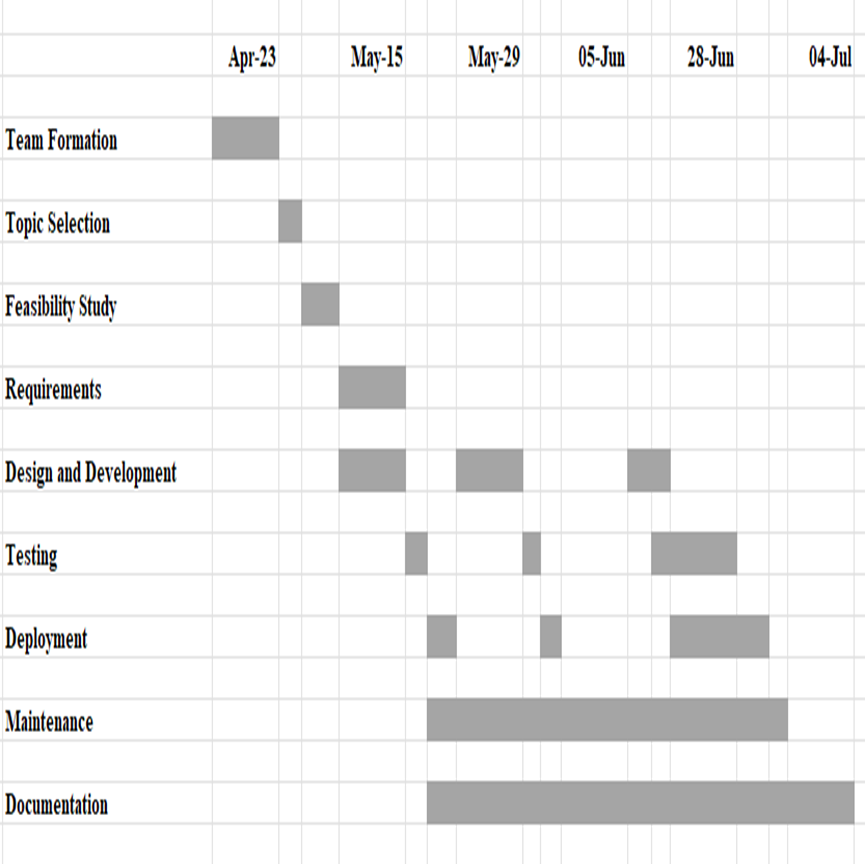 Apr-23 May-15 May-29 05-Jun 28-Jun 04-Jul
Team Formation
Topic Selection
Feasibility Study
Requirements
Design and Development
Testing
Deployment
Maintenance
Documentation